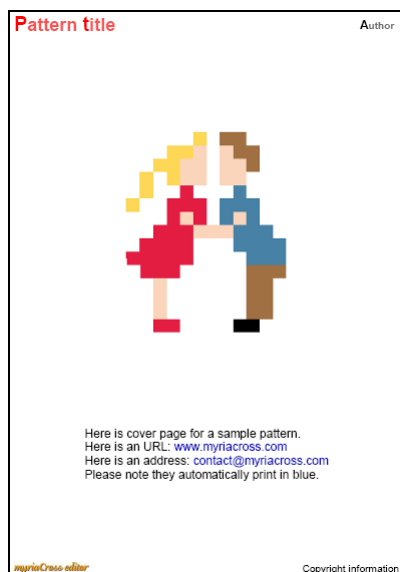 Pattern title
Author
Here is cover page for a sample pattern.
Here is an URL: www.myriacross.com
Here is an address: contact@myriacross.com
Please note they automatically print in blue.
myriaCross editor
Copyright information